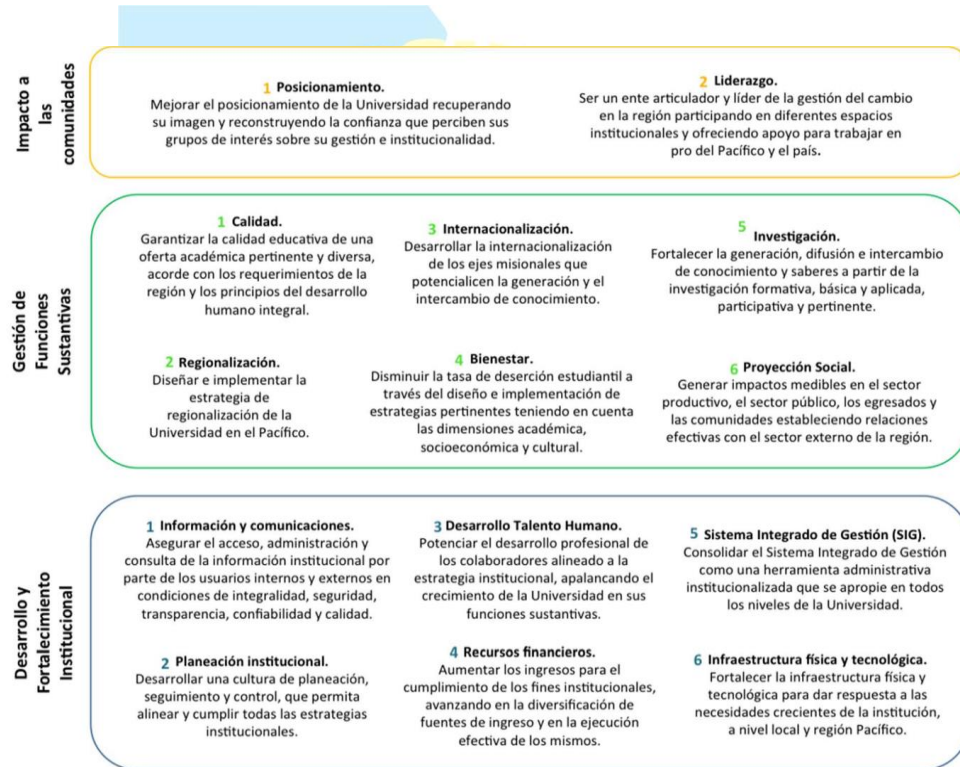 Impacto a
las
comunidades
1 Posicionamiento.
Mejorar el posicionamiento de la Universidad recuperando
su imagen y reconstruyendo la confianza que perciben sus
grupos de interés sobre su gestión e institucionalidad.
2 Liderazgo.
Ser un ente articulador y líder de la gestión del cambio
en la región participando en diferentes espacios
institucionales y ofreciendo apoyo para trabajar en
pro del Pacífico y el país.
Gestión de
Funciones
Sustantivas
1 Calidad.
Garantizar la calidad educativa de una
oferta académica pertinente y diversa,
acorde con los requerimientos de la
región y los principios del desarrollo
humano integral.
2 Regionalización.
Diseñar e implementar la
estrategia de
regionalización de la
Universidad en el Pacífico.
3 Internacionalización.
Desarrollar la internacionalización
de los ejes misionales que
potencialicen la generación y el
intercambio de conocimiento.
4 Bienestar.
Disminuir la tasa de deserción estudiantil a
través del diseño e implementación de
estrategias pertinentes teniendo en cuenta
las dimensiones académica,
socioeconómica y cultural.
5
Investigación.
Fortalecer la generación, difusión e intercambio
de conocimiento y saberes a partir de la
investigación formativa, básica y aplicada,
participativa y pertinente.
6 Proyección Social.
Generar impactos medibles en el sector
productivo, el sector público, los egresados y
las comunidades estableciendo relaciones
efectivas con el sector externo de la región.
Desarrollo y
Fortalecimiento
Institucional
1 Información y comunicaciones.
Asegurar el acceso, administración y
consulta de la información institucional por
parte de los usuarios internos y externos en
condiciones de integralidad, seguridad,
transparencia, confiabilidad y calidad.
2 Planeación institucional.
Desarrollar una cultura de planeación,
seguimiento y control, que permita
alinear y cumplir todas las estrategias
institucionales.
3 Desarrollo Talento Humano.
Potenciar el desarrollo profesional de
los colaboradores alineado a la
estrategia institucional, apalancando el
crecimiento de la Universidad en sus
funciones sustantivas.
4 Recursos financieros.
Aumentar los ingresos para el
cumplimiento de los fines institucionales,
avanzando en la diversificación de
fuentes de ingreso y en la ejecución
efectiva de los mismos.
5 Sistema Integrado de Gestión (SIG).
Consolidar el Sistema Integrado de Gestión
como una herramienta administrativa
institucionalizada que se apropie en todos
los niveles de la Universidad.
6 Infraestructura física y tecnológica.
Fortalecer la infraestructura física y
tecnológica para dar respuesta a las
necesidades crecientes de la institución,
a nivel local y región Pacífico.